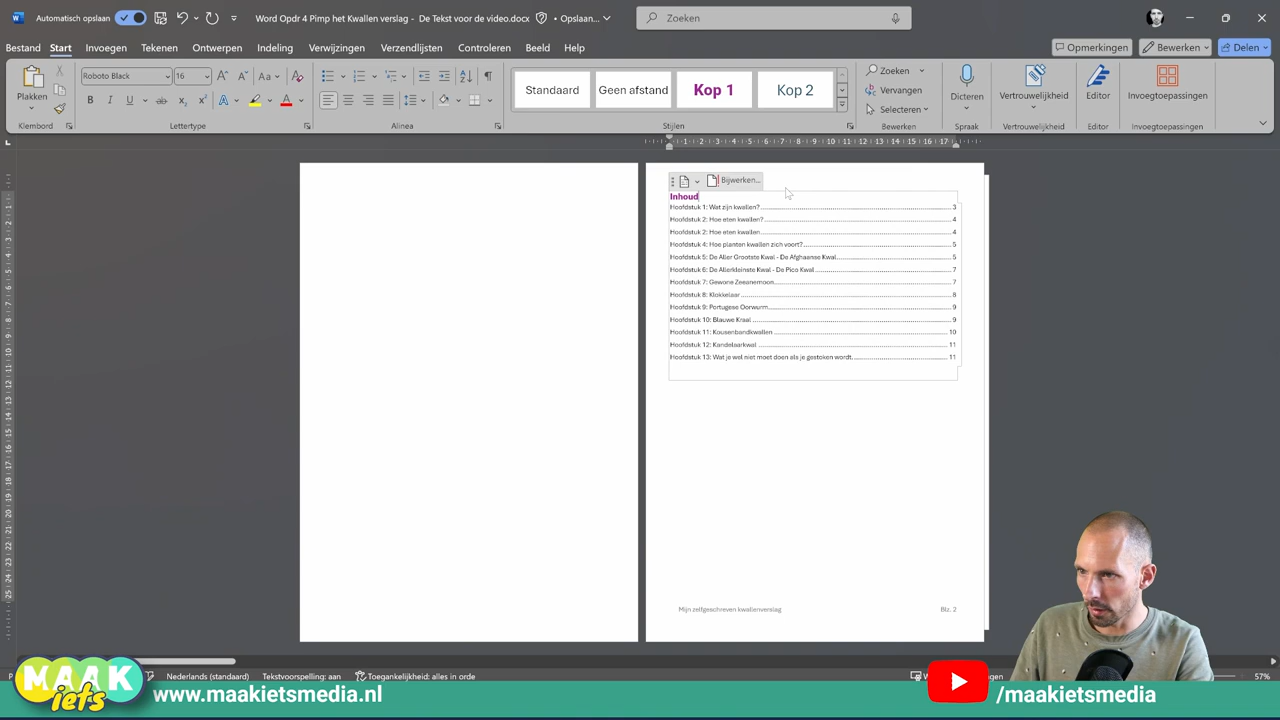 Automatisch opslaan
Word Opdr 4 Pimp het Kwallen verslag - De Tekst voor de video.docx
Opslaan...
Zoeken
Bestand Start Invoegen Tekenen Ontwerpen Indeling Verwijzingen Verzendlijsten Controleren Beeld Help
Opmerkingen Bewerken Delen
Plakken
Klembord
Roboto Black 16
Lettertype
Alinea
Standaard Geen afstand Kop 1 Kop 2
Stijlen
Zoeken
Vervangen
Selecteren
Bewerken
Dicteren
Spraak
Vertrouwelijkheid
Vertrouwelijkheid
Editor
Editor
Invoegtoepassingen
Invoegtoepassingen
Bijwerken...
Inhoud
Hoofdstuk 1: Wat zijn kwallen? 3
Hoofdstuk 2: Hoe eten kwallen? 4
Hoofdstuk 2: Hoe eten kwallen 4
Hoofdstuk 4: Hoe planten kwallen zich voort? 5
Hoofdstuk 5: De Aller Grootste Kwal - De Afghaanse Kwal 5
Hoofdstuk 6: De Allerkleinste Kwal - De Pico Kwal 7
Hoofdstuk 7: Gewone Zeeanemoon 7
Hoofdstuk 8: Klokkelaar 8
Hoofdstuk 9: Portugese Oorwurm 9
Hoofdstuk 10: Blauwe Kraal 9
Hoofdstuk 11: Kousenbandkwallen 10
Hoofdstuk 12: Kandelaarkwal 11
Hoofdstuk 13: Wat je wel niet moet doen als je gestoken wordt 11
Mijn zelfgeschreven kwallenverslag Blz. 2
Nederlands (standaard) Tekstvoorspelling: aan Toegankelijkheid: alles in orde
57%
MAAK
iets
www.maakietsmedia.nl
/maakietsmedia